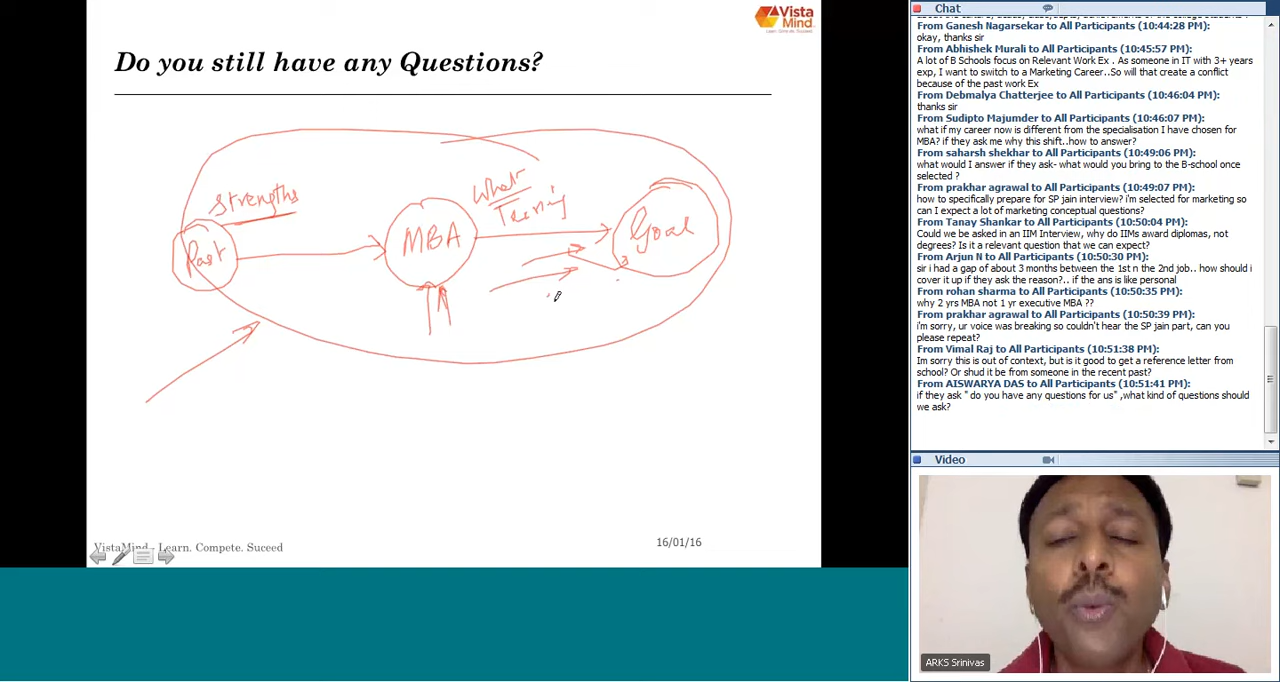 Vista
Mind
Learn. Compete. Succeed
Do you still have any Questions?
strengths
Past
MBA
What
Training
Goal
VistaMind - Learn. Compete. Suceed
16/01/16
Chat
From Ganesh Nagarsekar to All Participants (10:44:28 PM):
okay, thanks sir
From Abhishek Murali to All Participants (10:45:57 PM):
A lot of B Schools focus on Relevant Work Ex . As someone in IT with 3+ years
exp, I want to switch to a Marketing Career..So will that create a conflict
because of the past work Ex
From Debmalya Chatterjee to All Participants (10:46:04 PM):
thanks sir
From Sudipto Majumder to All Participants (10:46:07 PM):
what if my career now is different from the specialisation I have chosen for
MBA? if they ask me why this shift..how to answer?
From saharsh shekhar to All Participants (10:49:06 PM):
what would I answer if they ask- what would you bring to the B-school once
selected ?
From prakhar agrawal to All Participants (10:49:07 PM):
how to specifically prepare for SP jain interview? i'm selected for marketing so
can I expect a lot of marketing conceptual questions?
From Tanay Shankar to All Participants (10:50:04 PM):
Could we be asked in an IIM Interview, why do IIMs award diplomas, not
degrees? Is it a relevant question that we can expect?
From Arjun N to All Participants (10:50:30 PM):
sir i had a gap of about 3 months between the 1st n the 2nd job.. how should i
cover it up if they ask the reason?.. if the ans is like personal
From rohan sharma to All Participants (10:50:35 PM):
why 2 yrs MBA not 1 yr executive MBA ??
From prakhar agrawal to All Participants (10:50:39 PM):
i'm sorry, ur voice was breaking so couldn't hear the SP jain part, can you
please repeat?
From Vimal Raj to All Participants (10:51:38 PM):
Im sorry this is out of context, but is it good to get a reference letter from
school? Or shud it be from someone in the recent past?
From AISWARYA DAS to All Participants (10:51:41 PM):
if they ask " do you have any questions for us" ,what kind of questions should
we ask?
Video
ARKS Srinivas